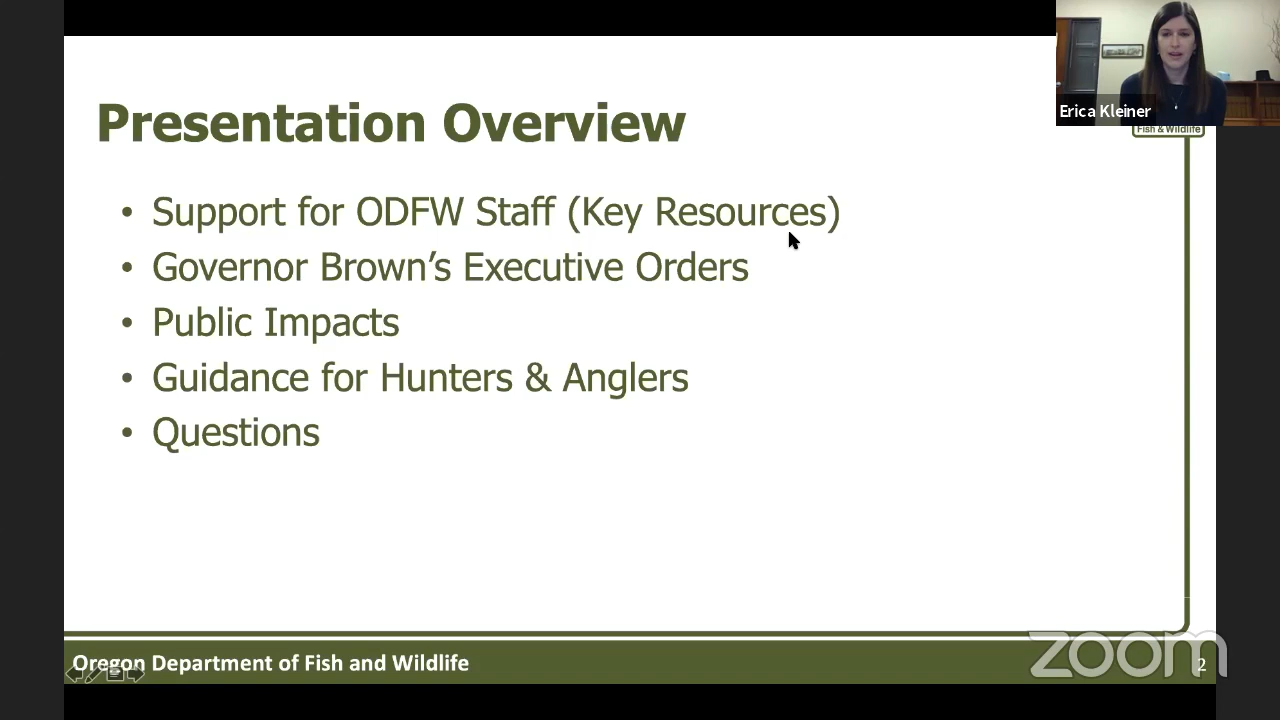 Presentation Overview
Erica Kleiner
Fish & Wildlife
• Support for ODFW Staff (Key Resources)
• Governor Brown’s Executive Orders
• Public Impacts
• Guidance for Hunters & Anglers
• Questions
Oregon Department of Fish and Wildlife
zoom
2